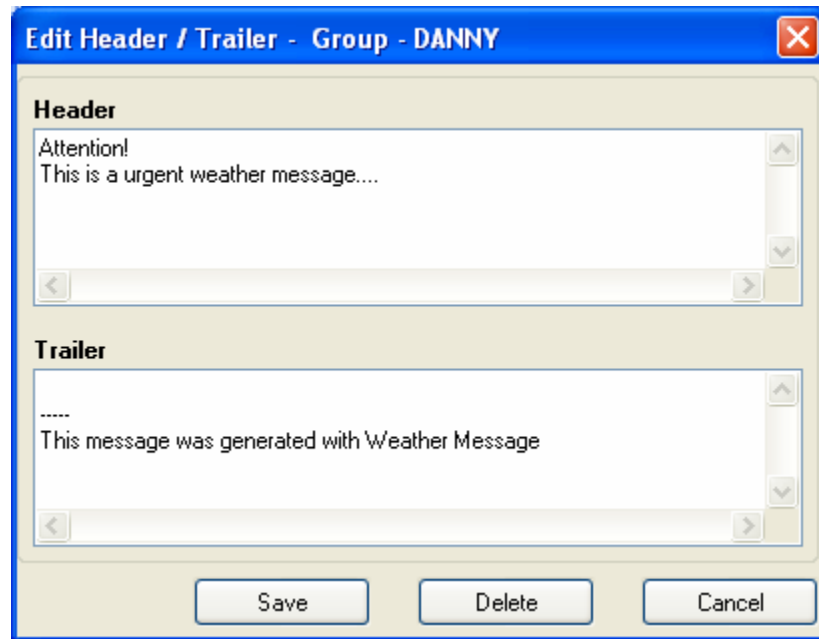 Edit Header / Trailer - Group - DANNY
Header
Attention!
This is a urgent weather message....
Trailer
-----
This message was generated with Weather Message
Save Delete Cancel